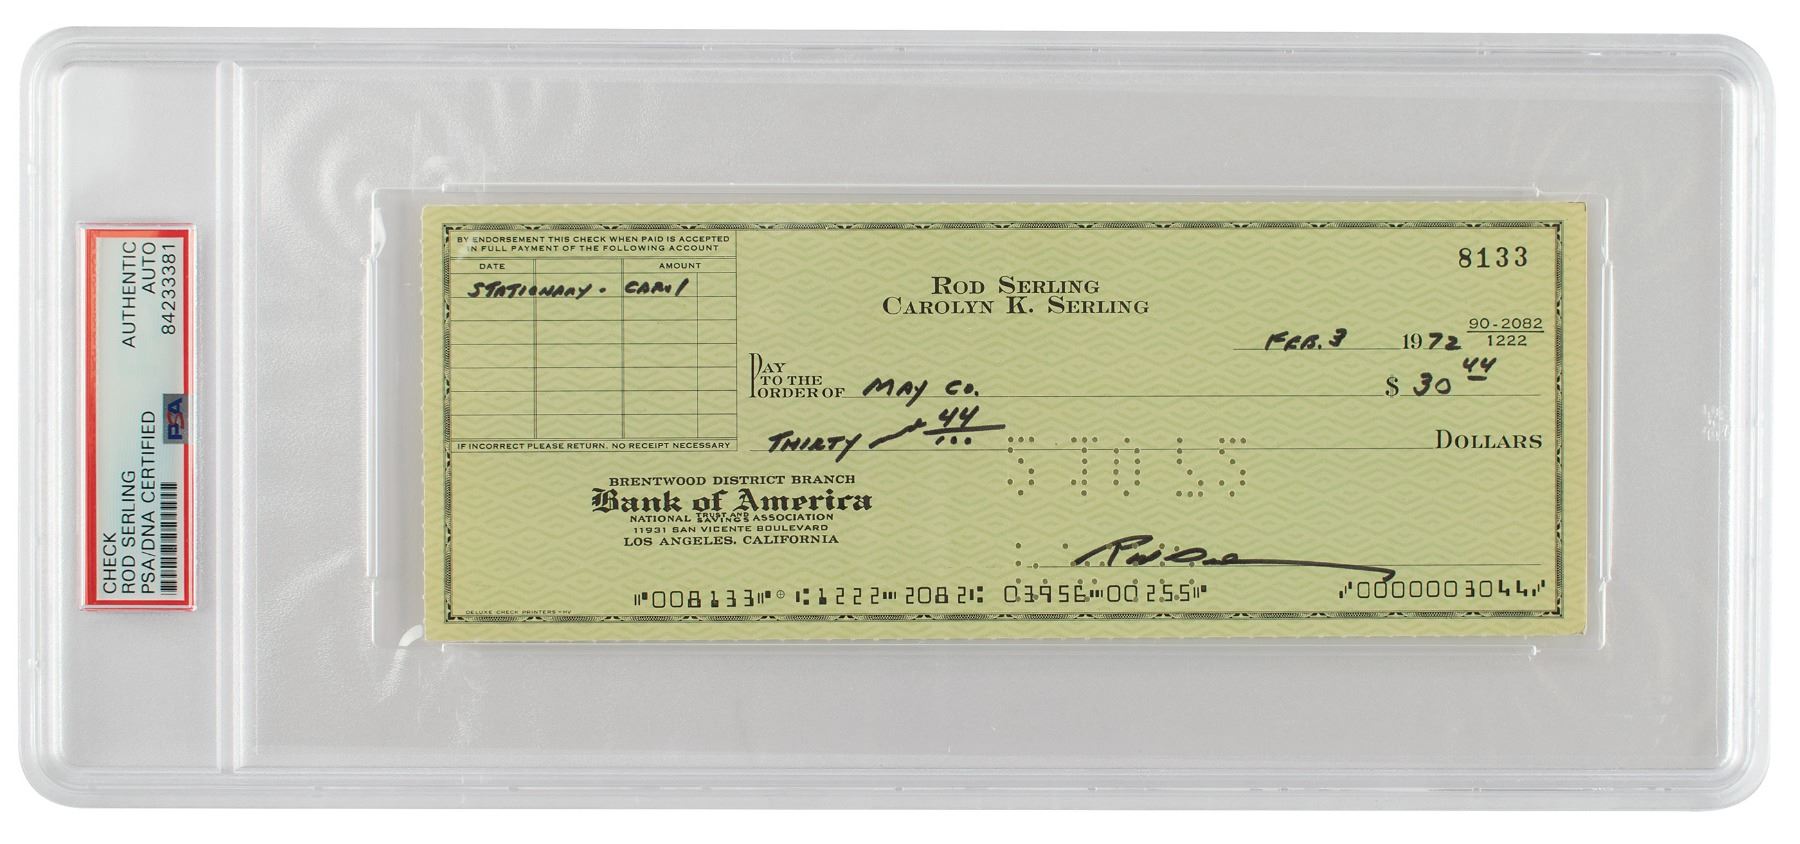 CHECK
ROD SERLING
PSA/DNA CERTIFIED
PSA
AUTHENTIC
AUTO
84233381
BY ENDORSEMENT THIS CHECK WHEN PAID IS ACCEPTED
IN FULL PAYMENT OF THE FOLLOWING ACCOUNT
DATE AMOUNT
STATIONARY - CAROL
IF INCORRECT PLEASE RETURN. NO RECEIPT NECESSARY
8133
ROD SERLING
CAROLYN K. SERLING
FEB. 3 1972
90-2082
1222
PAY
TO THE
ORDER OF MAY CO. $ 30 44
THIRTY 44 DOLLARS
BRENTWOOD DISTRICT BRANCH
Bank of America
NATIONAL TRUST AND SAVINGS ASSOCIATION
11931 SAN VICENTE BOULEVARD
LOS ANGELES, CALIFORNIA
⑈008133⑈ ⑆1222⑉2082⑆ 03956⑉00255⑈ ⑈0000003044⑈
DELUXE CHECK PRINTERS-HV